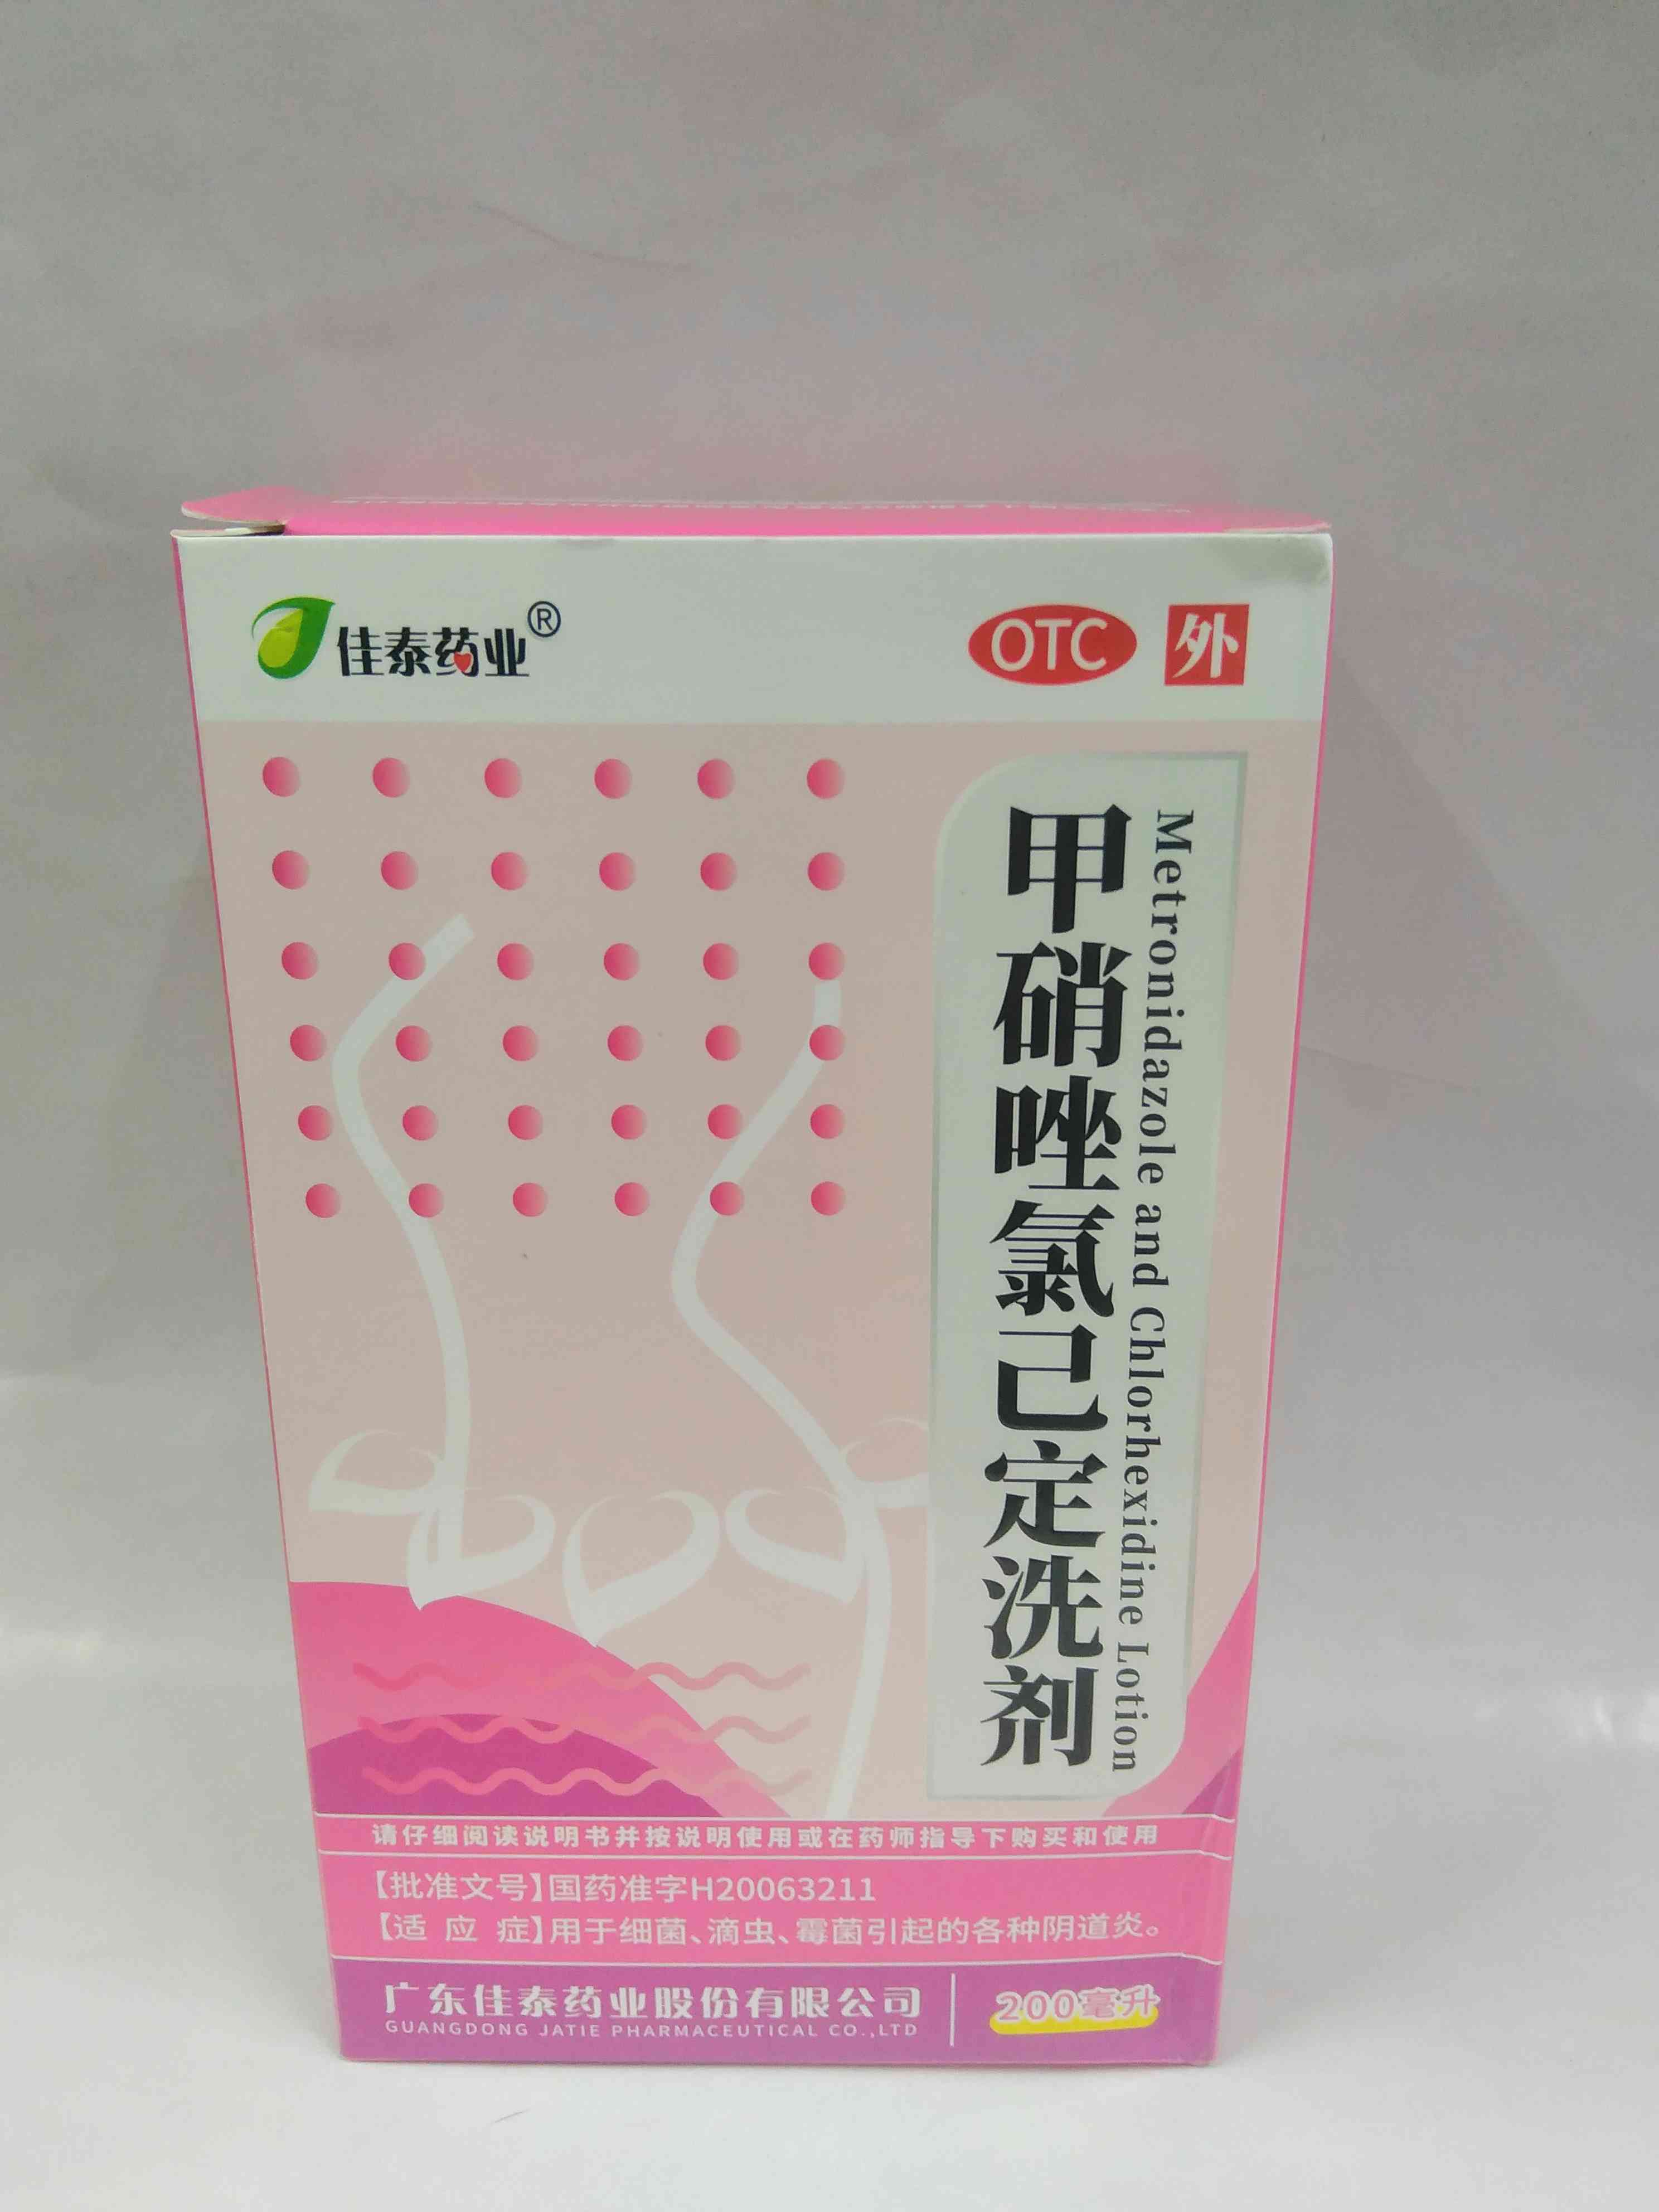 佳泰药业®
OTC 外
甲硝唑氯己定洗剂
Metronidazole and Chlorhexidine Lotion
请仔细阅读说明书并按说明使用或在药师指导下购买和使用
【批准文号】国药准字H20063211
【适 应 症】用于细菌、滴虫、霉菌引起的各种阴道炎。
广东佳泰药业股份有限公司
GUANGDONG JATIE PHARMACEUTICAL CO.,LTD
200毫升